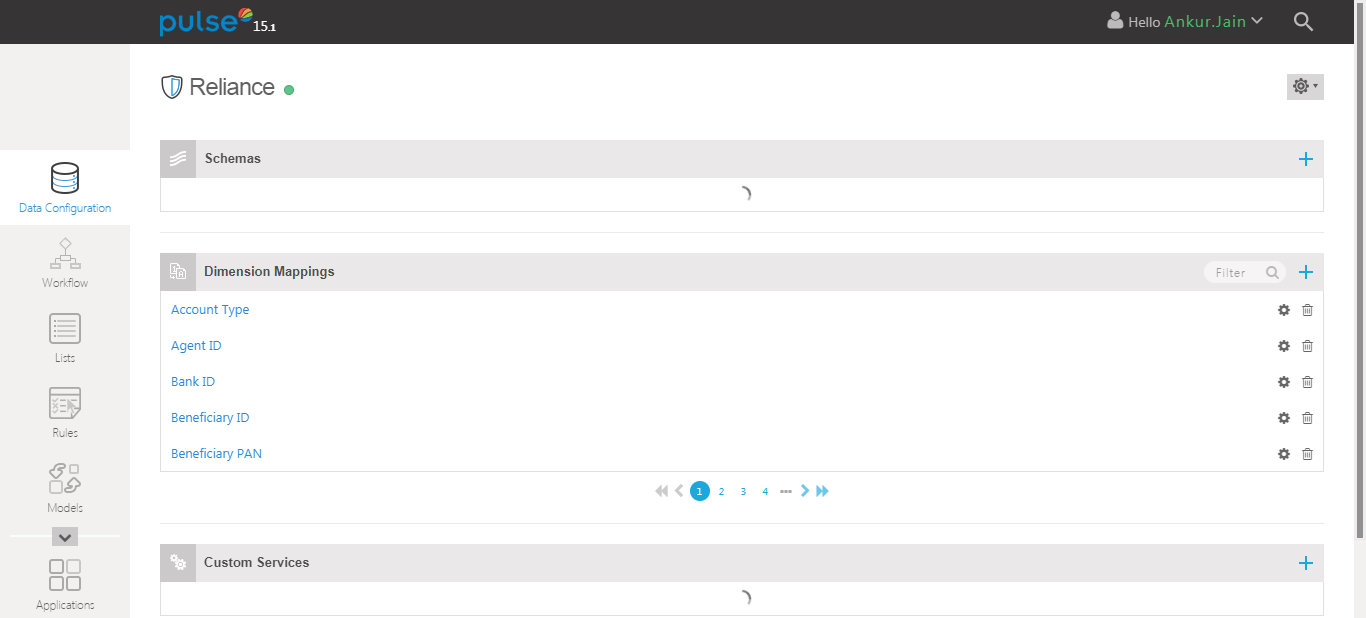 pulse 15.1
Hello Ankur.Jain
Reliance
Schemas
Data Configuration
Workflow
Lists
Rules
Models
Applications
Dimension Mappings
Filter
Account Type
Agent ID
Bank ID
Beneficiary ID
Beneficiary PAN
1 2 3 4
Custom Services